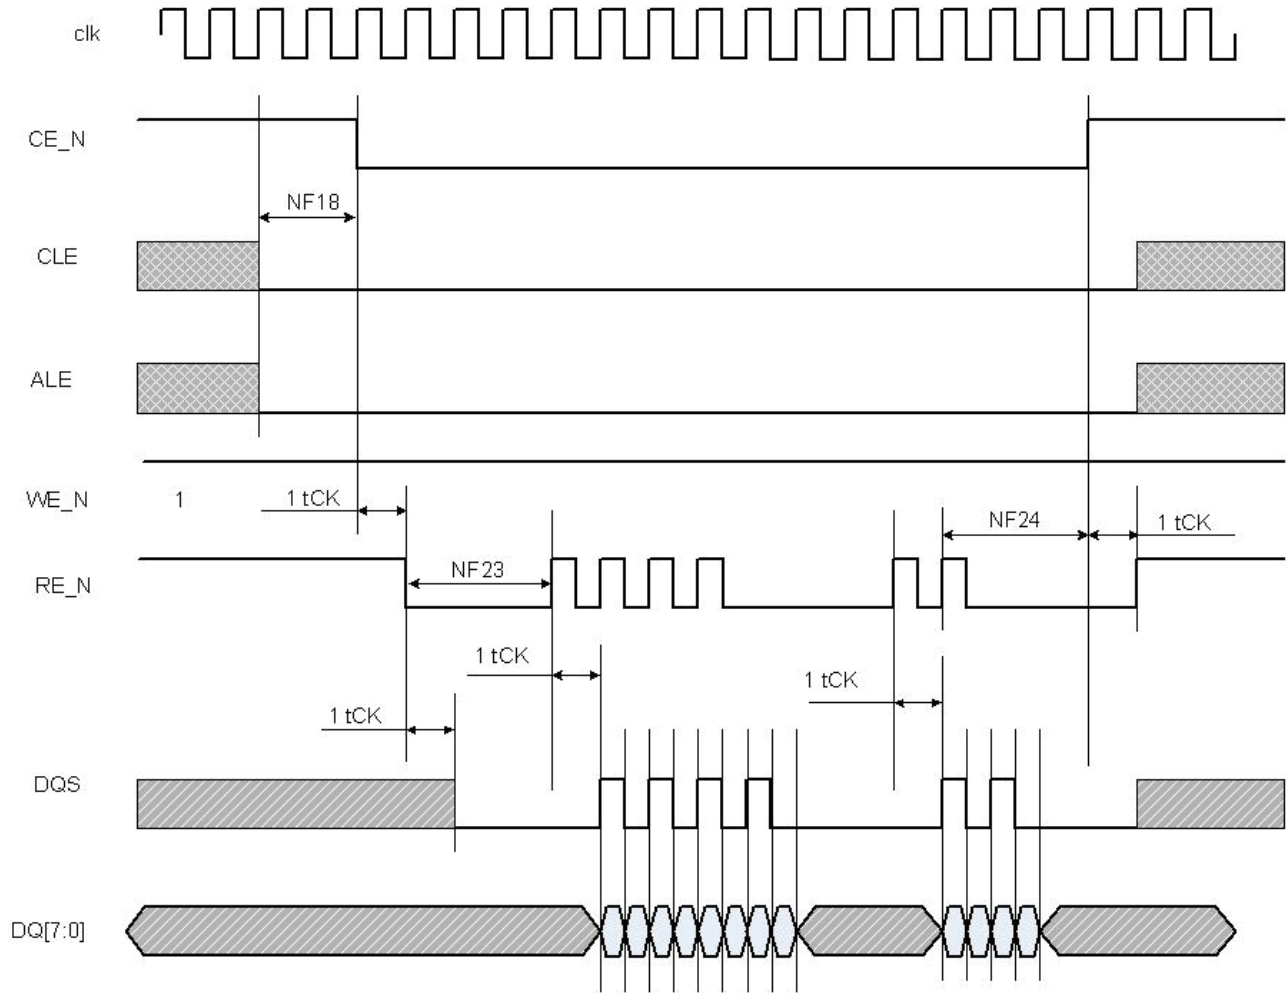 clk
CE_N
NF18
CLE
ALE
WE_N 1 1 tCK NF24 1 tCK
RE_N NF23
1 tCK 1 tCK
1 tCK
DQS
DQ[7:0]